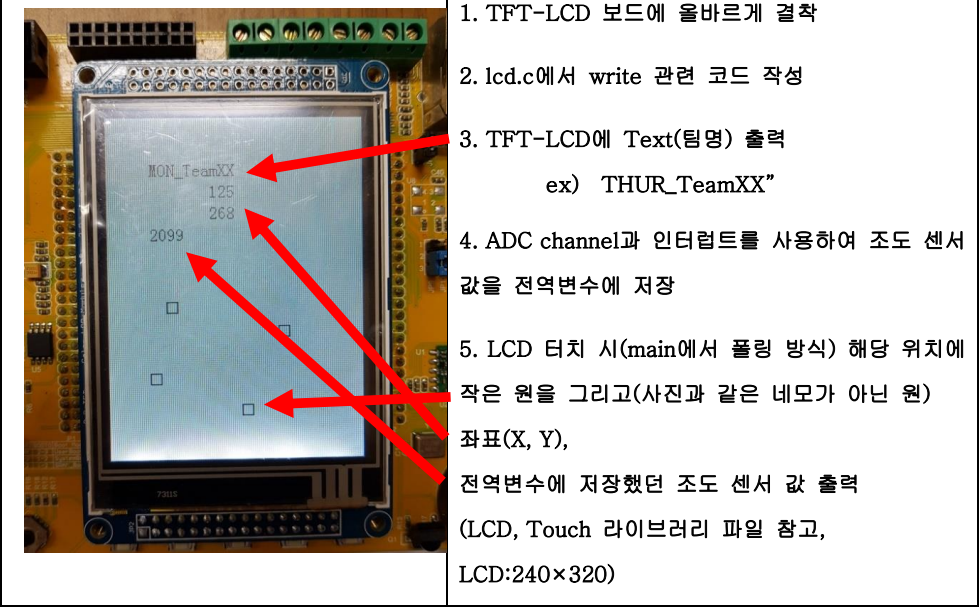 MON_TeamXX
125
268
2099
7311S
1. TFT-LCD 보드에 올바르게 결착
2. lcd.c에서 write 관련 코드 작성
3. TFT-LCD에 Text(팀명) 출력
ex) THUR_TeamXX”
4. ADC channel과 인터럽트를 사용하여 조도 센서
값을 전역변수에 저장
5. LCD 터치 시(main에서 폴링 방식) 해당 위치에
작은 원을 그리고(사진과 같은 네모가 아닌 원)
좌표(X, Y),
전역변수에 저장했던 조도 센서 값 출력
(LCD, Touch 라이브러리 파일 참고,
LCD:240×320)